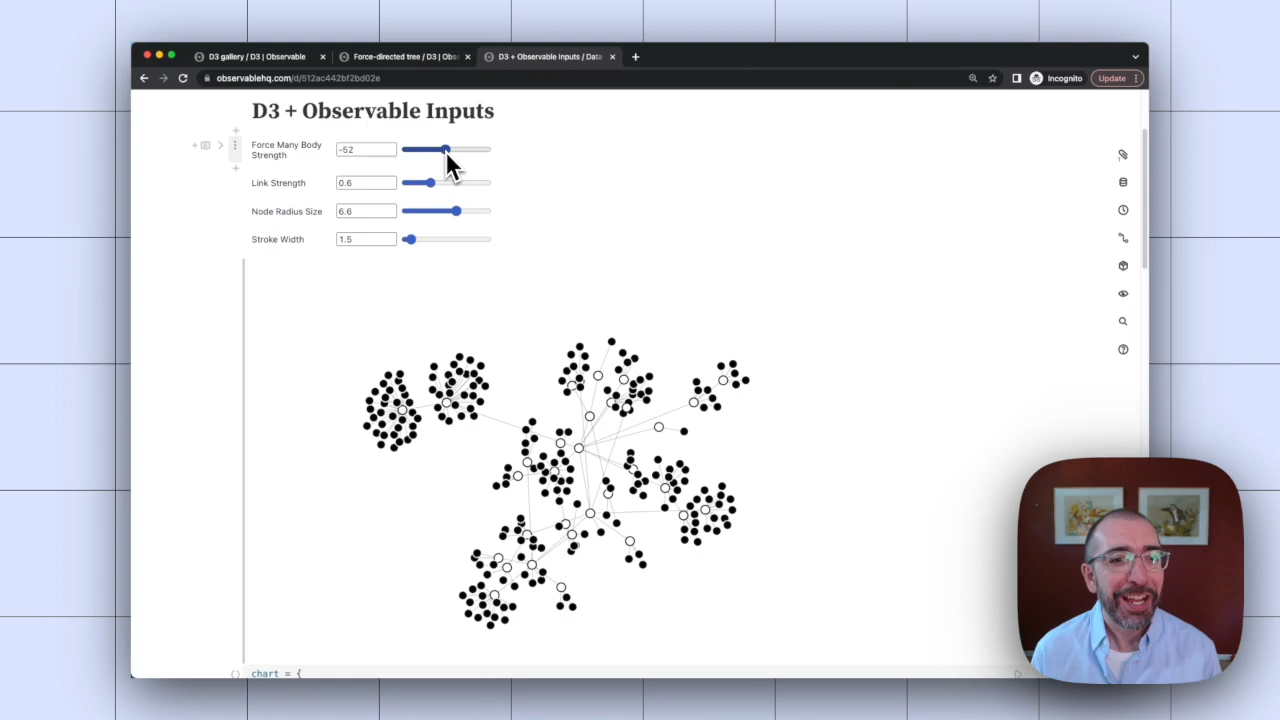 D3 gallery / D3 | Observable
Force-directed tree / D3 | Obs
D3 + Observable Inputs / Data
observablehq.com/d/512ac442bf2bd02e
Incognito
Update
D3 + Observable Inputs
Force Many Body
Strength
-52
Link Strength
0.6
Node Radius Size
6.6
Stroke Width
1.5
chart = {